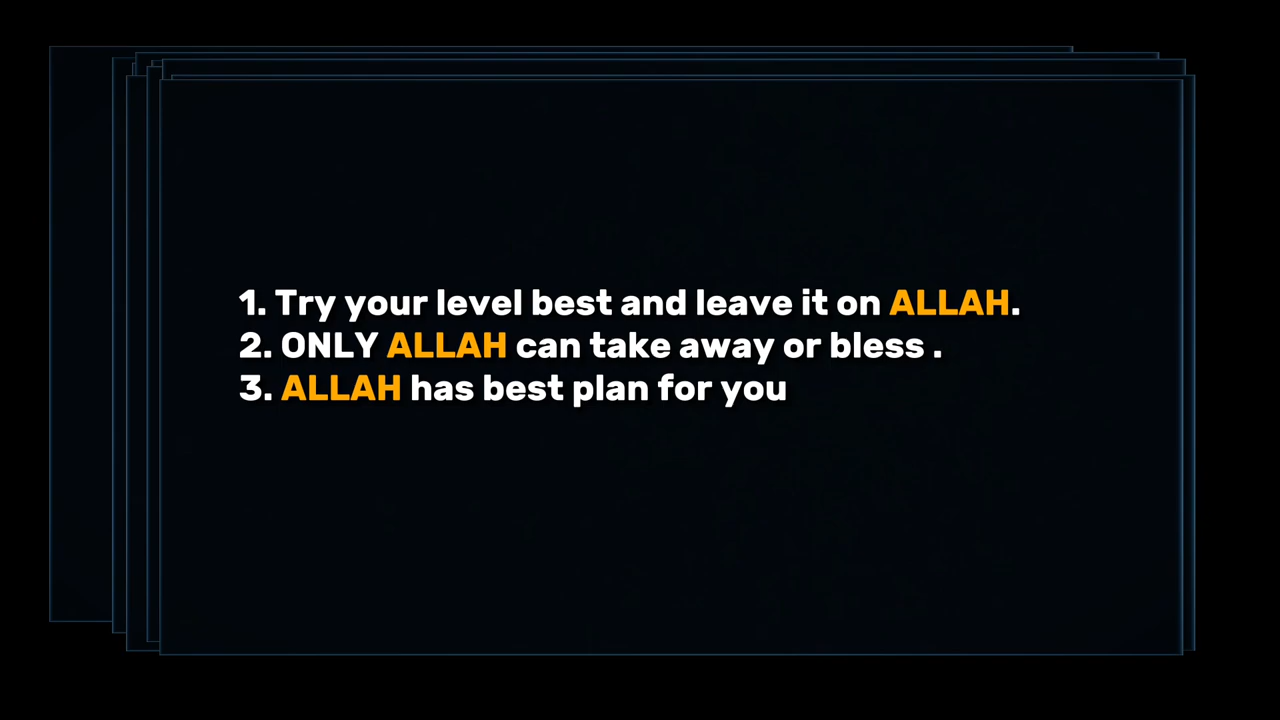 1. Try your level best and leave it on ALLAH.
2. ONLY ALLAH can take away or bless .
3. ALLAH has best plan for you